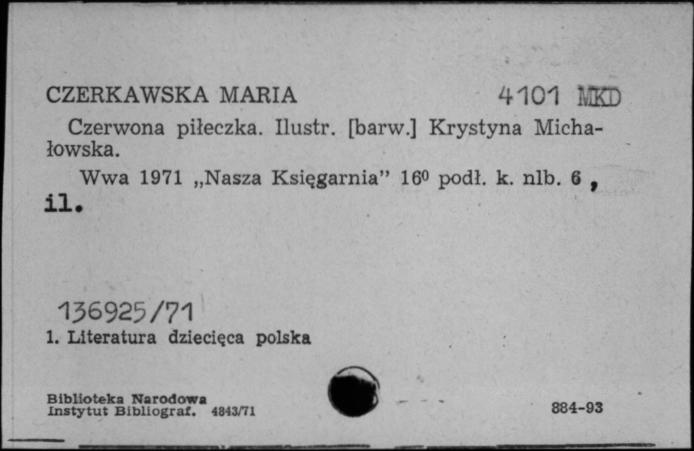 CZERKAWSKA MARIA 4101 MKD
Czerwona piłeczka. Ilustr. [barw.] Krystyna Micha-
łowska.
Wwa 1971 „Nasza Księgarnia” 16⁰ podł. k. nlb. 6 ,
il.
136925/71
1. Literatura dziecięca polska
Biblioteka Narodowa
Instytut Bibliograf. 4843/71 884-93